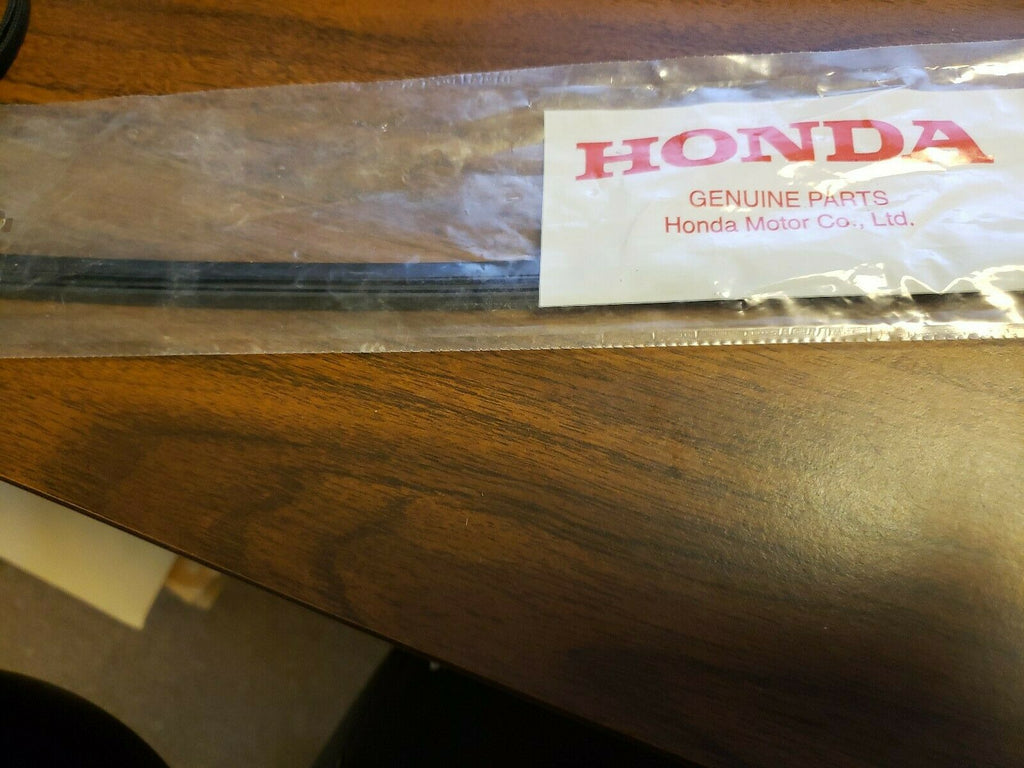 HONDA
GENUINE PARTS
Honda Motor Co., Ltd.